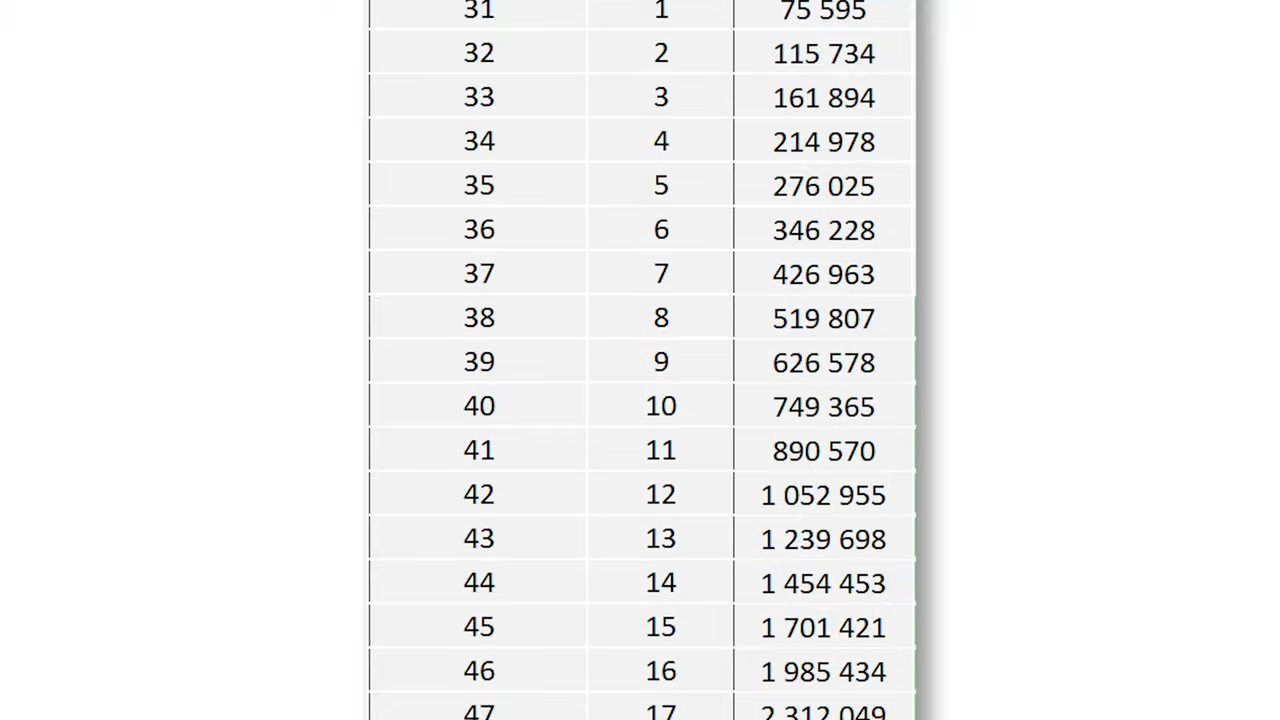 31 1 75 595
32 2 115 734
33 3 161 894
34 4 214 978
35 5 276 025
36 6 346 228
37 7 426 963
38 8 519 807
39 9 626 578
40 10 749 365
41 11 890 570
42 12 1 052 955
43 13 1 239 698
44 14 1 454 453
45 15 1 701 421
46 16 1 985 434
47 17 2 312 049